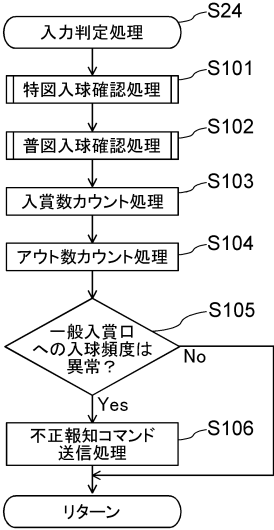 S24
入力判定処理
S101
特図入球確認処理
S102
普図入球確認処理
S103
入賞数カウント処理
S104
アウト数カウント処理
S105
一般入賞口
への入球頻度は
異常？
No
Yes
S106
不正報知コマンド
送信処理
リターン